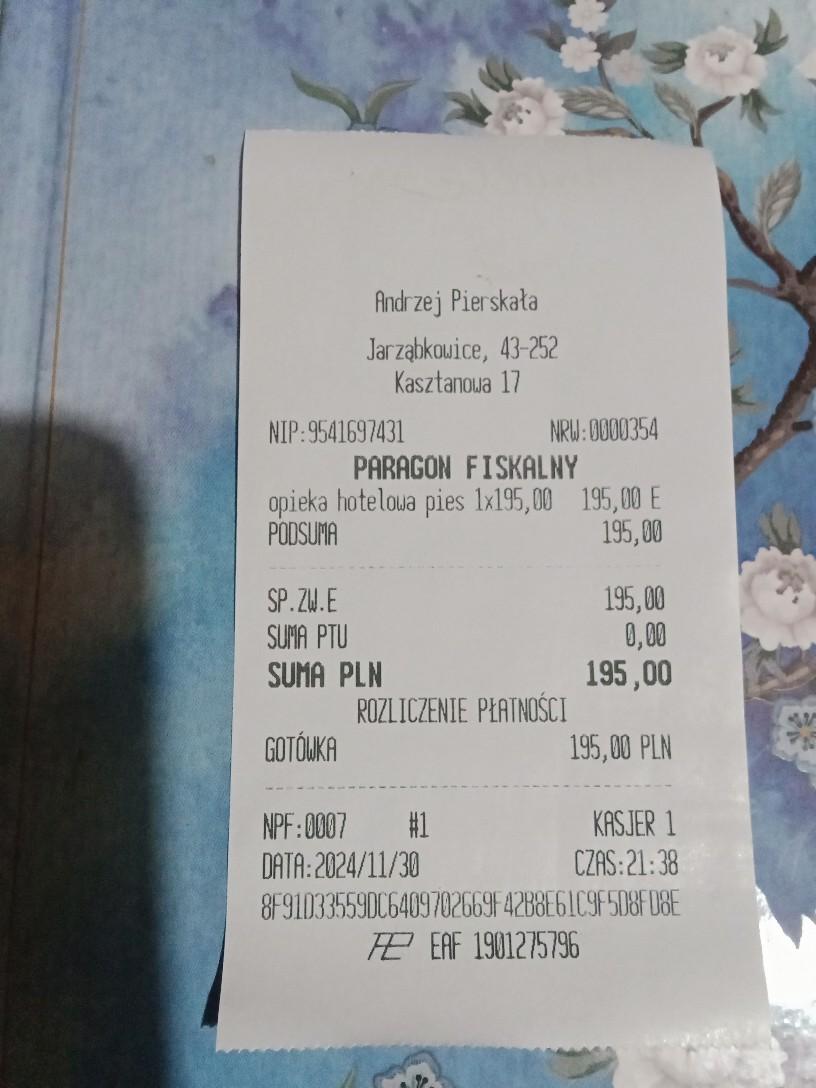 Andrzej Pierskała
Jarząbkowice, 43-252
Kasztanowa 17
NIP:9541697431 NRW:0000354
PARAGON FISKALNY
opieka hotelowa pies 1x195,00 195,00 E
PODSUMA 195,00
SP.ZW.E 195,00
SUMA PTU 0,00
SUMA PLN 195,00
ROZLICZENIE PŁATNOŚCI
GOTÓWKA 195,00 PLN
NPF:0007 #1 KASJER 1
DATA:2024/11/30 CZAS:21:38
8F91D33559DC6409702669F42B8E61C9F5D8FD8E
EAF 1901275796